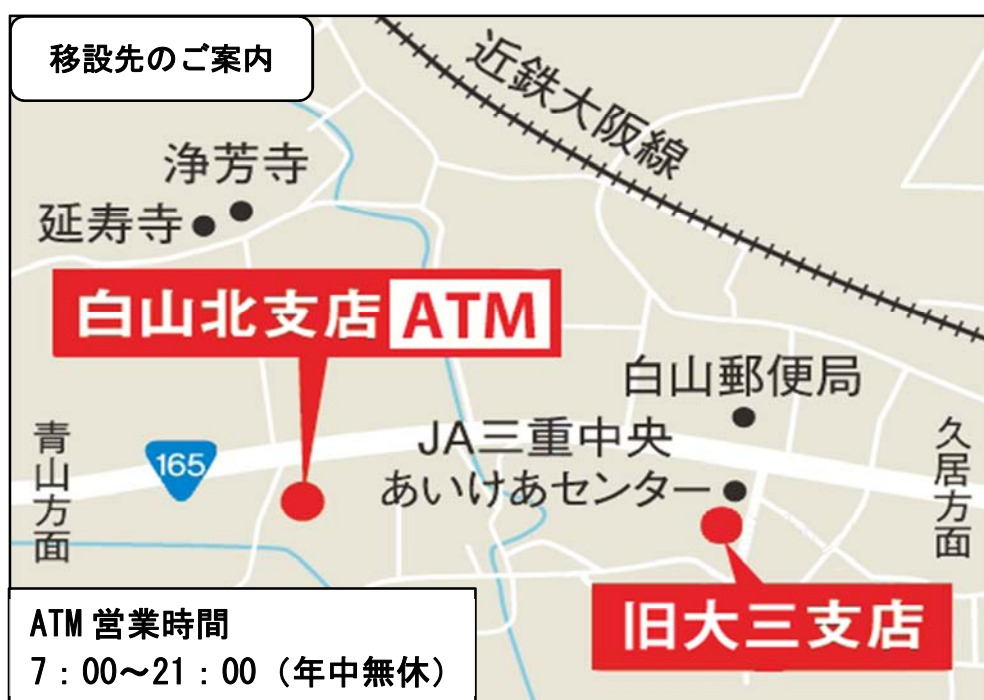 移設先のご案内
近鉄大阪線
浄芳寺
延寿寺
白山北支店 ATM
白山郵便局
青山方面
165
JA三重中央
あいけあセンター
久居方面
旧大三支店
ATM 営業時間
7：00～21：00（年中無休）